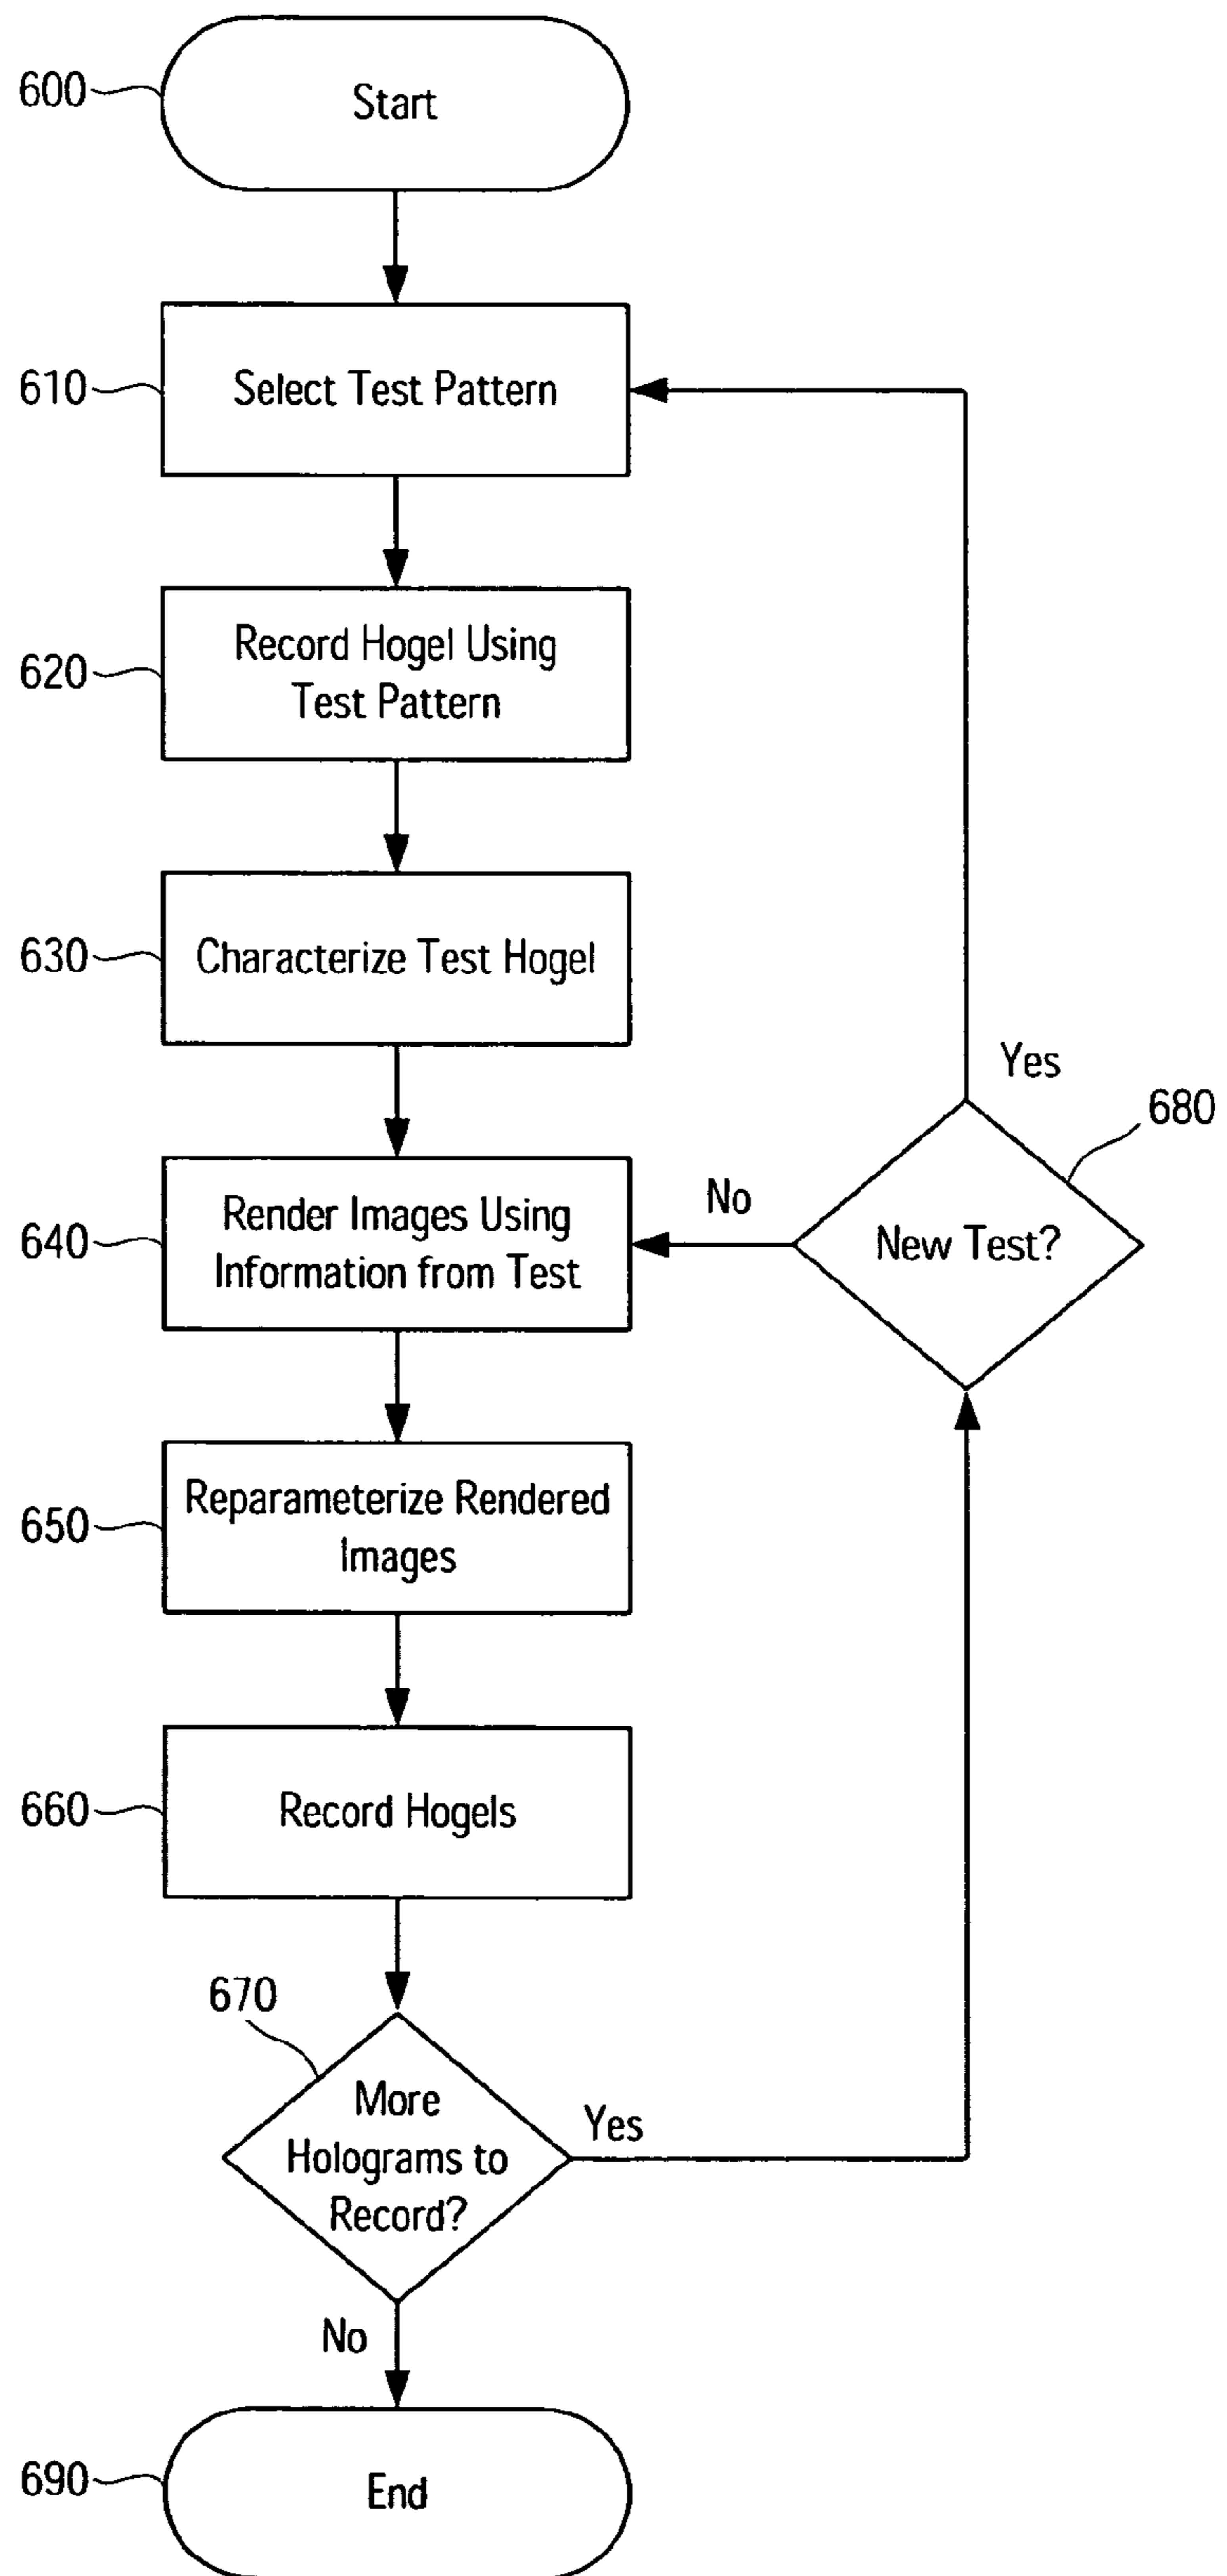 600
Start
610
Select Test Pattern
620
Record Hogel Using
Test Pattern
630
Characterize Test Hogel
Yes
680
640
Render Images Using
Information from Test
No
New Test?
650
Reparameterize Rendered
Images
660
Record Hogels
670
More
Holograms to
Record?
Yes
No
690
End